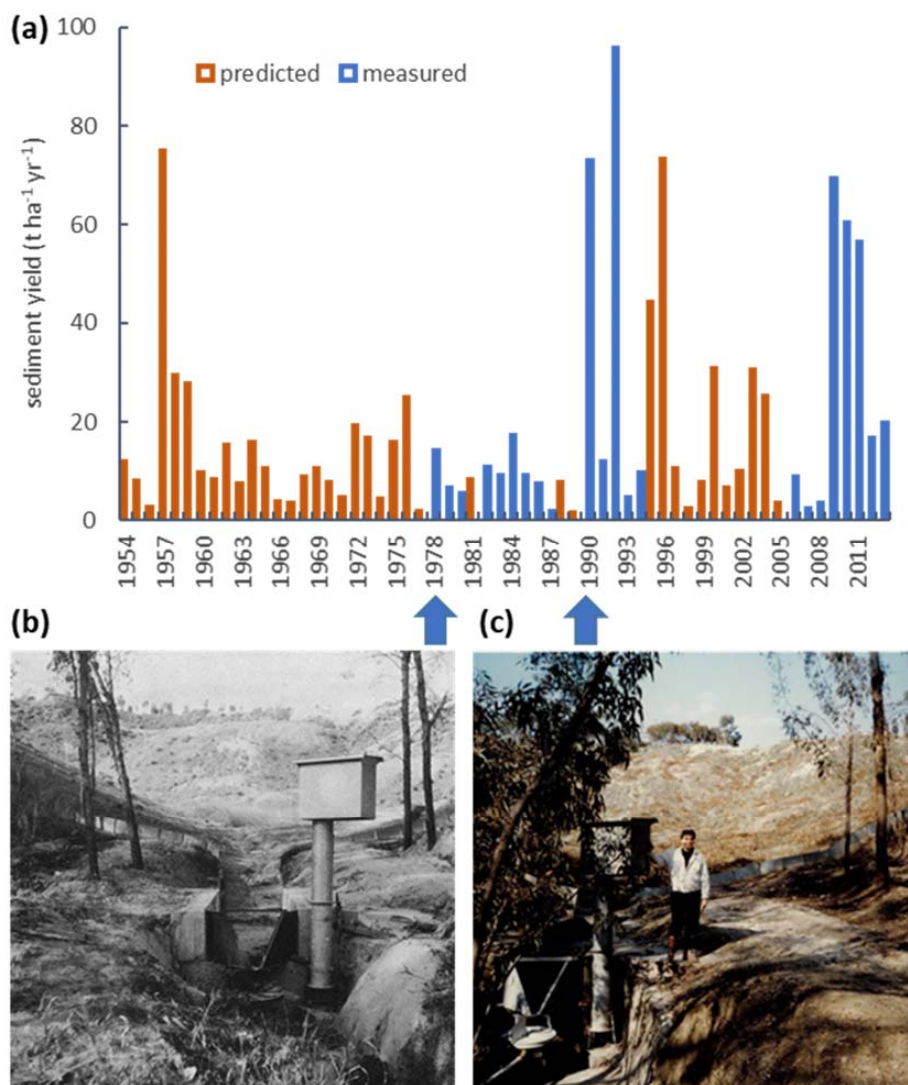 (a)
100
80
60
40
20
0
sediment yield (t ha⁻¹ yr⁻¹)
predicted measured
1954 1957 1960 1963 1966 1969 1972 1975 1978 1981 1984 1987 1990 1993 1996 1999 2002 2005 2008 2011
(b) (c)